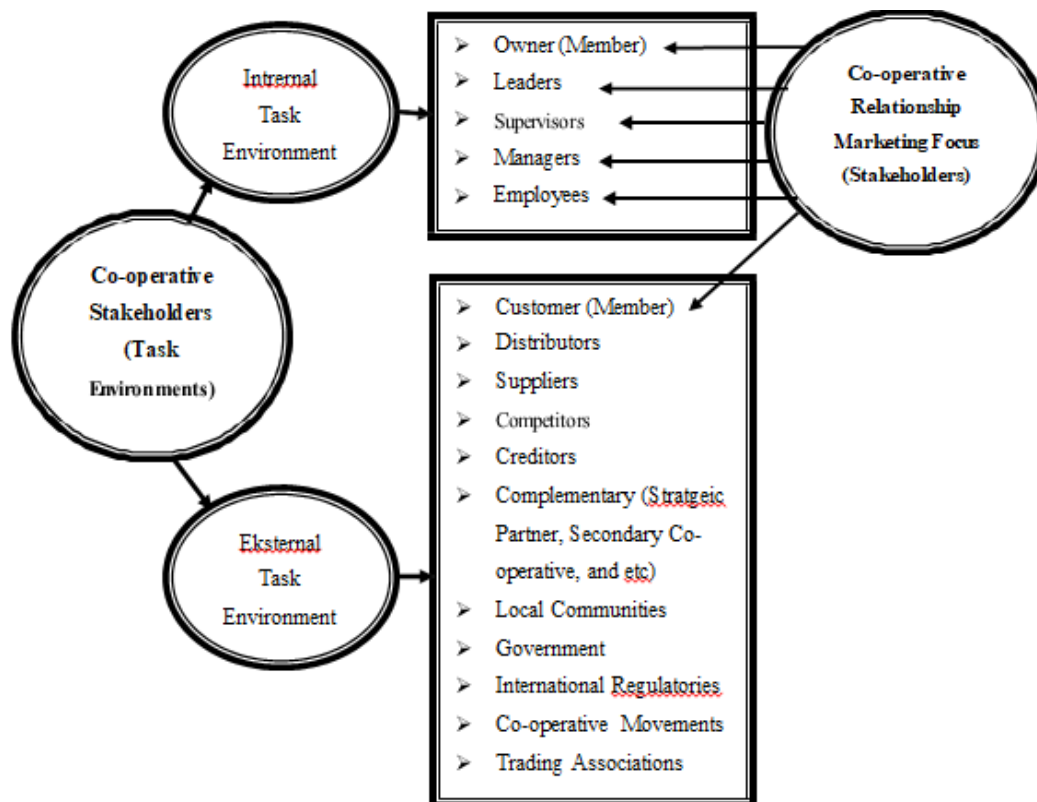 Intrernal
Task
Environment
➢ Owner (Member)
➢ Leaders
➢ Supervisors
➢ Managers
➢ Employees
Co-operative
Relationship
Marketing Focus
(Stakeholders)
Co-operative
Stakeholders
(Task
Environments)
Eksternal
Task
Environment
➢ Customer (Member)
➢ Distributors
➢ Suppliers
➢ Competitors
➢ Creditors
➢ Complementary (Stratgeic
Partner, Secondary Co-
operative, and etc)
➢ Local Communities
➢ Government
➢ International Regulatories
➢ Co-operative Movements
➢ Trading Associations